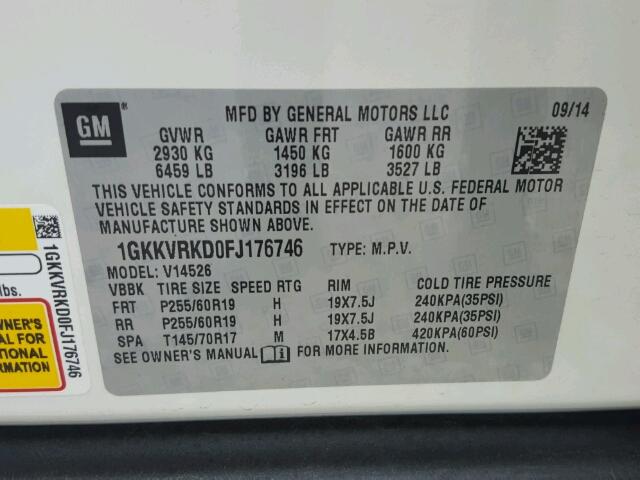 GM
MFD BY GENERAL MOTORS LLC 09/14
GVWR GAWR FRT GAWR RR
2930 KG 1450 KG 1600 KG
6459 LB 3196 LB 3527 LB
THIS VEHICLE CONFORMS TO ALL APPLICABLE U.S. FEDERAL MOTOR
VEHICLE SAFETY STANDARDS IN EFFECT ON THE DATE OF
MANUFACTURE SHOWN ABOVE.
1GKKVRKD0FJ176746 TYPE: M.P.V.
MODEL: V14526
VBBK TIRE SIZE SPEED RTG RIM COLD TIRE PRESSURE
FRT P255/60R19 H 19X7.5J 240KPA(35PSI)
RR P255/60R19 H 19X7.5J 240KPA(35PSI)
SPA T145/70R17 M 17X4.5B 420KPA(60PSI)
SEE OWNER'S MANUAL FOR MORE INFORMATION.
1GKKVRKD0FJ176746
lbs.
WNER'S
AL FOR
TIONAL
MATION